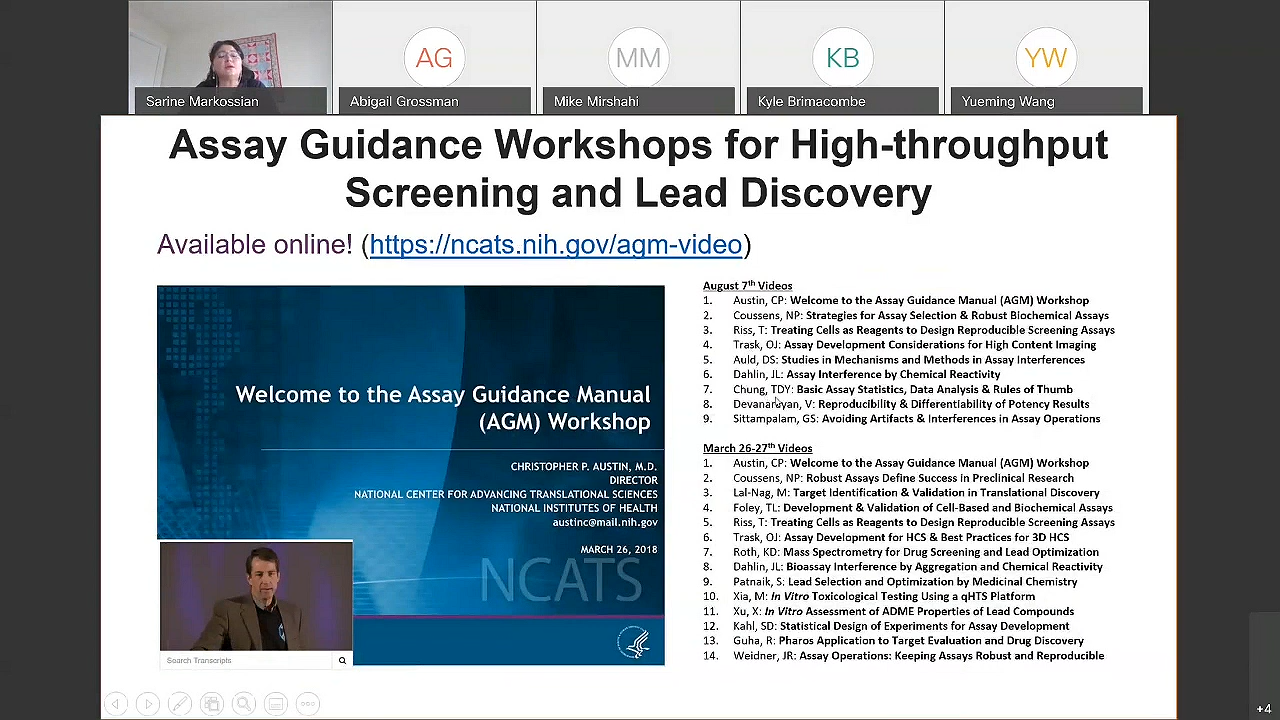 AG
MM
KB
YW
Sarine Markossian
Abigail Grossman
Mike Mirshahi
Kyle Brimacombe
Yueming Wang
Assay Guidance Workshops for High-throughput
Screening and Lead Discovery
Available online! (https://ncats.nih.gov/agm-video)
Welcome to the Assay Guidance Manual
(AGM) Workshop
CHRISTOPHER P. AUSTIN, M.D.
DIRECTOR
NATIONAL CENTER FOR ADVANCING TRANSLATIONAL SCIENCES
NATIONAL INSTITUTES OF HEALTH
austinc@mail.nih.gov
MARCH 26, 2018
NCATS
Search Transcripts
August 7th Videos
1. Austin, CP: Welcome to the Assay Guidance Manual (AGM) Workshop
2. Coussens, NP: Strategies for Assay Selection & Robust Biochemical Assays
3. Riss, T: Treating Cells as Reagents to Design Reproducible Screening Assays
4. Trask, OJ: Assay Development Considerations for High Content Imaging
5. Auld, DS: Studies in Mechanisms and Methods in Assay Interferences
6. Dahlin, JL: Assay Interference by Chemical Reactivity
7. Chung, TDY: Basic Assay Statistics, Data Analysis & Rules of Thumb
8. Devanarayan, V: Reproducibility & Differentiability of Potency Results
9. Sittampalam, GS: Avoiding Artifacts & Interferences in Assay Operations
March 26-27th Videos
1. Austin, CP: Welcome to the Assay Guidance Manual (AGM) Workshop
2. Coussens, NP: Robust Assays Define Success in Preclinical Research
3. Lal-Nag, M: Target Identification & Validation in Translational Discovery
4. Foley, TL: Development & Validation of Cell-Based and Biochemical Assays
5. Riss, T: Treating Cells as Reagents to Design Reproducible Screening Assays
6. Trask, OJ: Assay Development for HCS & Best Practices for 3D HCS
7. Roth, KD: Mass Spectrometry for Drug Screening and Lead Optimization
8. Dahlin, JL: Bioassay Interference by Aggregation and Chemical Reactivity
9. Patnaik, S: Lead Selection and Optimization by Medicinal Chemistry
10. Xia, M: In Vitro Toxicological Testing Using a qHTS Platform
11. Xu, X: In Vitro Assessment of ADME Properties of Lead Compounds
12. Kahl, SD: Statistical Design of Experiments for Assay Development
13. Guha, R: Pharos Application to Target Evaluation and Drug Discovery
14. Weidner, JR: Assay Operations: Keeping Assays Robust and Reproducible
+4